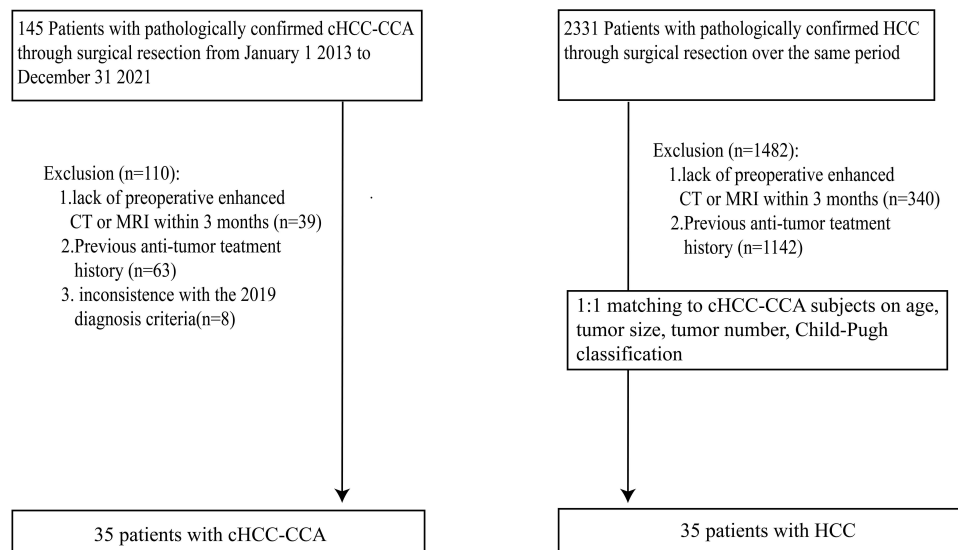 145 Patients with pathologically confirmed cHCC-CCA
through surgical resection from January 1 2013 to
December 31 2021
Exclusion (n=110):
1.lack of preoperative enhanced
CT or MRI within 3 months (n=39)
2.Previous anti-tumor teatment
history (n=63)
3. inconsistence with the 2019
diagnosis criteria(n=8)
35 patients with cHCC-CCA
2331 Patients with pathologically confirmed HCC
through surgical resection over the same period
Exclusion (n=1482):
1.lack of preoperative enhanced
CT or MRI within 3 months (n=340)
2.Previous anti-tumor teatment
history (n=1142)
1:1 matching to cHCC-CCA subjects on age,
tumor size, tumor number, Child-Pugh
classification
35 patients with HCC